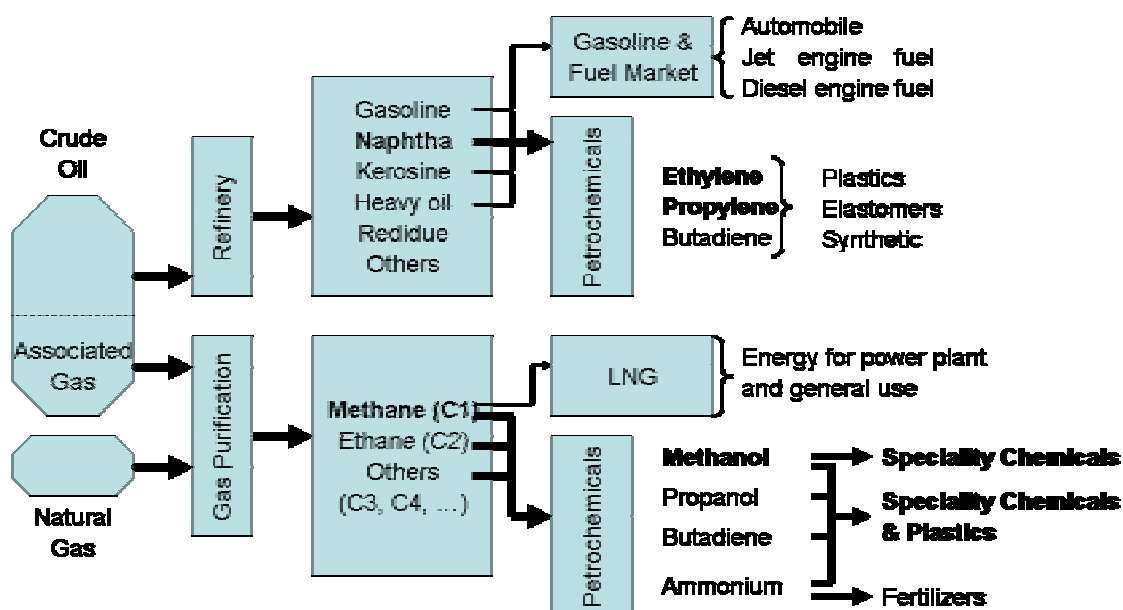 Crude
Oil
Associated
Gas
Natural
Gas
Refinery
Gas Purification
Gasoline
Naphtha
Kerosine
Heavy oil
Redidue
Others
Methane (C1)
Ethane (C2)
Others
(C3, C4, ...)
Gasoline &
Fuel Market
Automobile
Jet engine fuel
Diesel engine fuel
Petrochemicals
Ethylene
Propylene
Butadiene
Plastics
Elastomers
Synthetic
LNG
Energy for power plant
and general use
Petrochemicals
Methanol
Propanol
Butadiene
Ammonium
Speciality Chemicals
Speciality Chemicals
& Plastics
Fertilizers